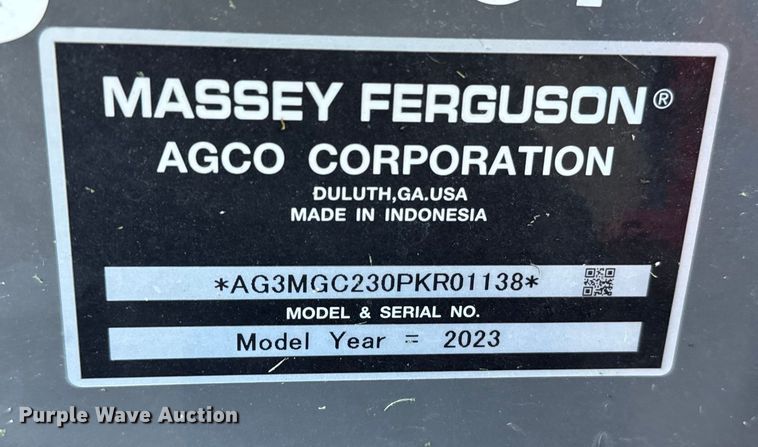 MASSEY FERGUSON®
AGCO CORPORATION
DULUTH,GA.USA
MADE IN INDONESIA
*AG3MGC230PKR01138*
MODEL & SERIAL NO.
Model Year = 2023
Purple Wave Auction